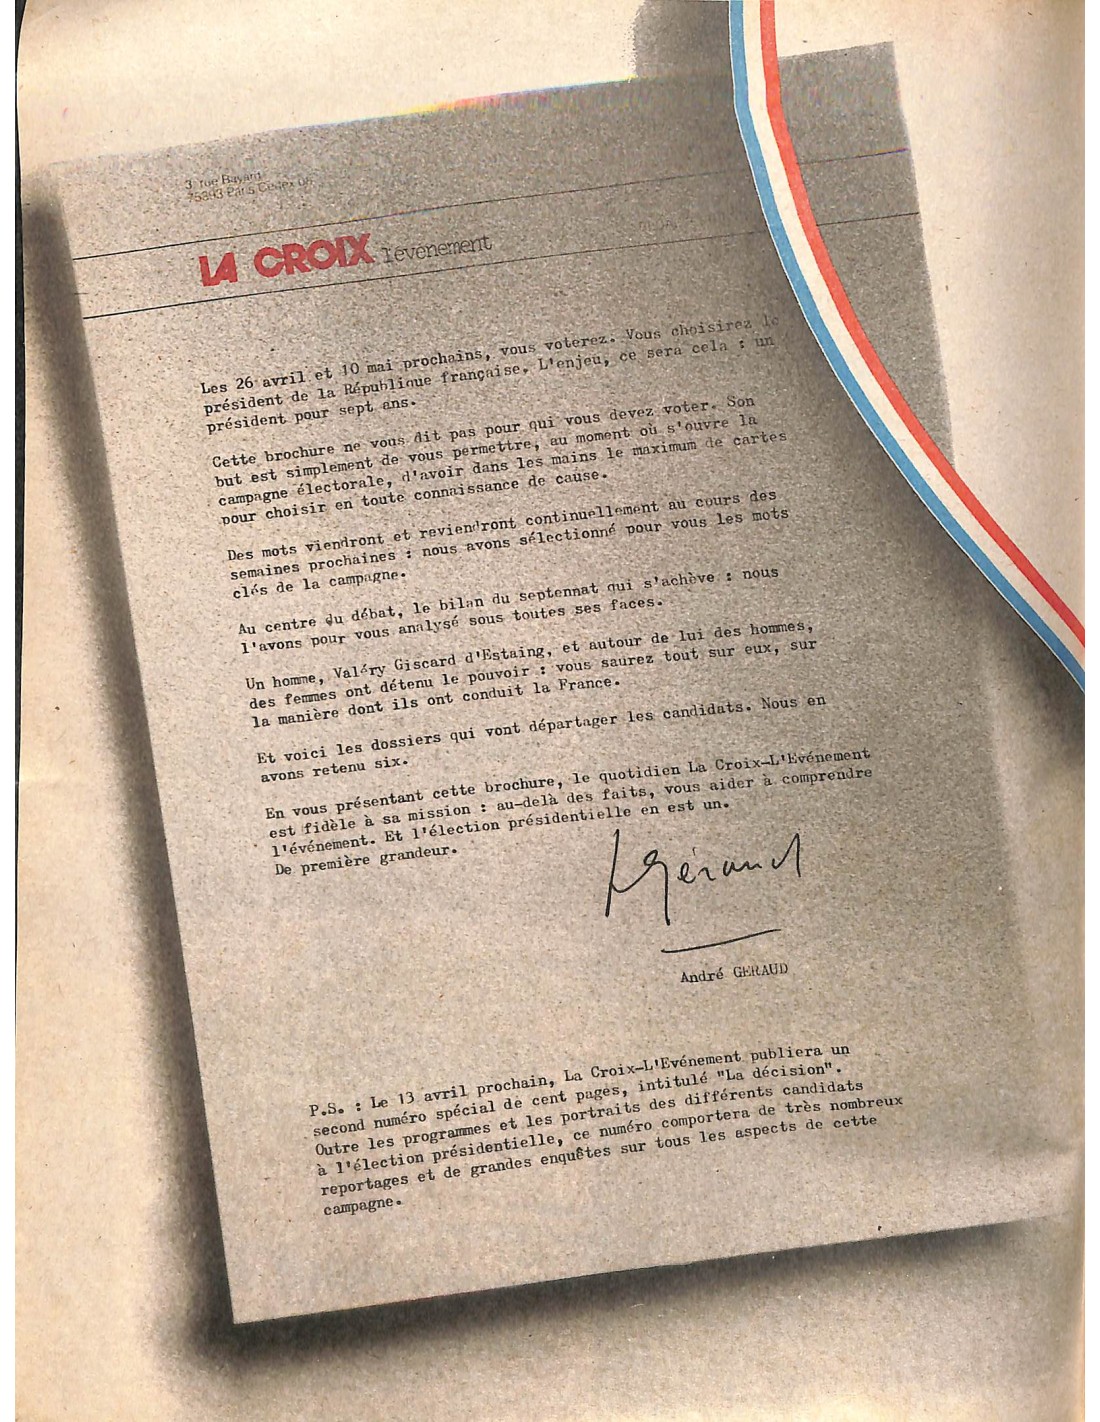 3, rue Bayard
75393 Paris Cedex 08
LA CROIX l'événement
Les 26 avril et 10 mai prochains, vous voterez. Vous choisirez le
président de la République française. L'enjeu, ce sera cela : un
président pour sept ans.
Cette brochure ne vous dit pas pour qui vous devez voter. Son
but est simplement de vous permettre, au moment où s'ouvre la
campagne électorale, d'avoir dans les mains le maximum de cartes
pour choisir en toute connaissance de cause.
Des mots viendront et reviendront continuellement au cours des
semaines prochaines : nous avons sélectionné pour vous les mots
clés de la campagne.
Au centre du débat, le bilan du septennat qui s'achève : nous
l'avons pour vous analysé sous toutes ses faces.
Un homme, Valéry Giscard d'Estaing, et autour de lui des hommes,
des femmes ont détenu le pouvoir : vous saurez tout sur eux, sur
la manière dont ils ont conduit la France.
Et voici les dossiers qui vont départager les candidats. Nous en
avons retenu six.
En vous présentant cette brochure, le quotidien La Croix-L'Evénement
est fidèle à sa mission : au-delà des faits, vous aider à comprendre
l'événement. Et l'élection présidentielle en est un.
De première grandeur.
Géraud
André GERAUD
P.S. : Le 13 avril prochain, La Croix-L'Evénement publiera un
second numéro spécial de cent pages, intitulé "La décision".
Outre les programmes et les portraits des différents candidats
à l'élection présidentielle, ce numéro comportera de très nombreux
reportages et de grandes enquêtes sur tous les aspects de cette
campagne.